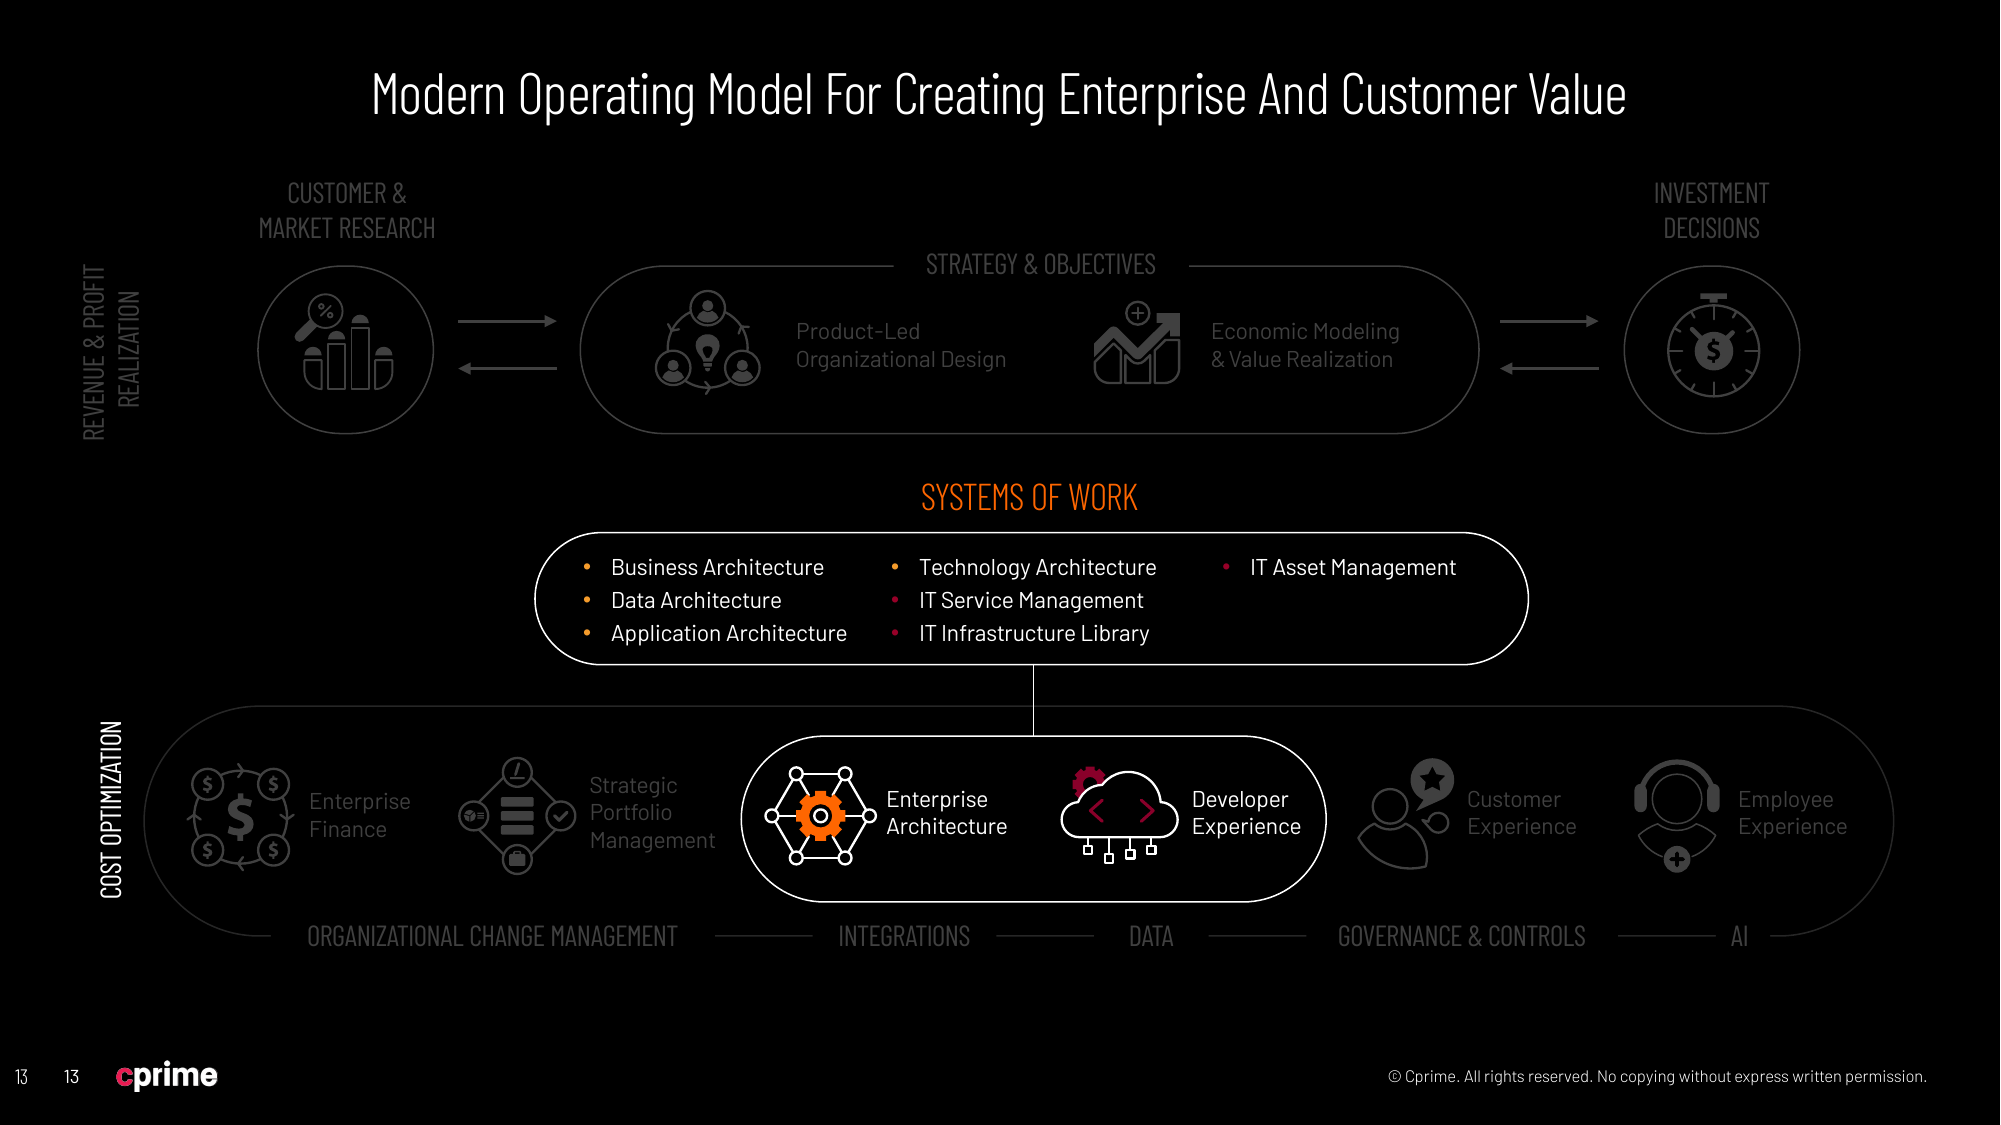 Modern Operating Model For Creating Enterprise And Customer Value
CUSTOMER &
MARKET RESEARCH
INVESTMENT
DECISIONS
REVENUE & PROFIT
REALIZATION
STRATEGY & OBJECTIVES
%
Product-Led
Organizational Design
Economic Modeling
& Value Realization
$
SYSTEMS OF WORK
• Business Architecture
• Data Architecture
• Application Architecture
• Technology Architecture
• IT Service Management
• IT Infrastructure Library
• IT Asset Management
COST OPTIMIZATION
$ $
$
$ $
Enterprise
Finance
Strategic
Portfolio
Management
Enterprise
Architecture
Developer
Experience
Customer
Experience
Employee
Experience
ORGANIZATIONAL CHANGE MANAGEMENT
INTEGRATIONS
DATA
GOVERNANCE & CONTROLS
AI
13
13
cprime
© Cprime. All rights reserved. No copying without express written permission.